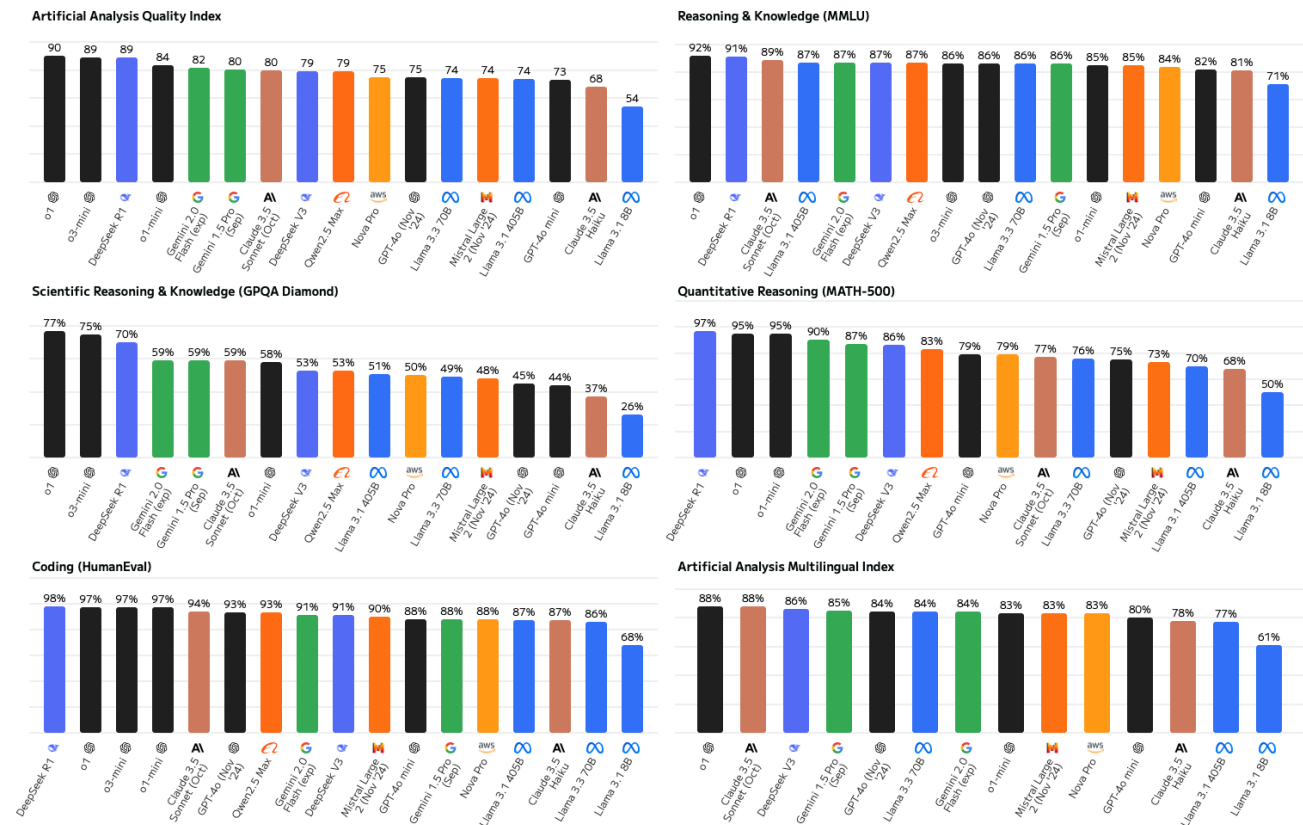 Artificial Analysis Quality Index
90 89 89 84 82 80 80 79 79 75 75 74 74 74 73 68 54
o1
o3-mini
DeepSeek R1
o1-mini
Gemini 2.0
Flash (exp)
Gemini 1.5 Pro
(Sep)
Claude 3.5
Sonnet (Oct)
DeepSeek V3
Qwen2.5 Max
aws
Nova Pro
GPT-4o (Nov
'24)
Llama 3.3 70B
Mistral Large
2 (Nov '24)
Llama 3.1 405B
GPT-4o mini
Claude 3.5
Haiku
Llama 3.1 8B
Reasoning & Knowledge (MMLU)
92% 91% 89% 87% 87% 87% 87% 86% 86% 86% 86% 85% 85% 84% 82% 81% 71%
o1
DeepSeek R1
Claude 3.5
Sonnet (Oct)
Llama 3.1 405B
Gemini 2.0
Flash (exp)
DeepSeek V3
Qwen2.5 Max
o3-mini
GPT-4o (Nov
'24)
Llama 3.3 70B
Gemini 1.5 Pro
(Sep)
o1-mini
Mistral Large
2 (Nov '24)
aws
Nova Pro
GPT-4o mini
Claude 3.5
Haiku
Llama 3.1 8B
Scientific Reasoning & Knowledge (GPQA Diamond)
77% 75% 70% 59% 59% 59% 58% 53% 53% 51% 50% 49% 48% 45% 44% 37% 26%
o1
o3-mini
DeepSeek R1
Gemini 2.0
Flash (exp)
Gemini 1.5 Pro
(Sep)
Claude 3.5
Sonnet (Oct)
o1-mini
DeepSeek V3
Qwen2.5 Max
Llama 3.1 405B
aws
Nova Pro
Llama 3.3 70B
Mistral Large
2 (Nov '24)
GPT-4o (Nov
'24)
GPT-4o mini
Claude 3.5
Haiku
Llama 3.1 8B
Quantitative Reasoning (MATH-500)
97% 95% 95% 90% 87% 86% 83% 79% 79% 77% 76% 75% 73% 70% 68% 50%
DeepSeek R1
o1
o1-mini
Gemini 2.0
Flash (exp)
Gemini 1.5 Pro
(Sep)
DeepSeek V3
Qwen2.5 Max
GPT-4o mini
aws
Nova Pro
Claude 3.5
Sonnet (Oct)
Llama 3.3 70B
GPT-4o (Nov
'24)
Mistral Large
2 (Nov '24)
Llama 3.1 405B
Claude 3.5
Haiku
Llama 3.1 8B
Coding (HumanEval)
98% 97% 97% 97% 94% 93% 93% 91% 91% 90% 88% 88% 88% 87% 87% 86% 68%
DeepSeek R1
o1
o3-mini
o1-mini
Claude 3.5
Sonnet (Oct)
GPT-4o (Nov
'24)
Qwen2.5 Max
Gemini 2.0
Flash (exp)
DeepSeek V3
Mistral Large
2 (Nov '24)
GPT-4o mini
Gemini 1.5 Pro
(Sep)
aws
Nova Pro
Llama 3.1 405B
Claude 3.5
Haiku
Llama 3.3 70B
Llama 3.1 8B
Artificial Analysis Multilingual Index
88% 88% 86% 85% 84% 84% 84% 83% 83% 83% 80% 78% 77% 61%
o1
Claude 3.5
Sonnet (Oct)
DeepSeek V3
Gemini 1.5 Pro
(Sep)
GPT-4o (Nov
'24)
Llama 3.3 70B
Gemini 2.0
Flash (exp)
o1-mini
Mistral Large
2 (Nov '24)
aws
Nova Pro
GPT-4o mini
Claude 3.5
Haiku
Llama 3.1 405B
Llama 3.1 8B